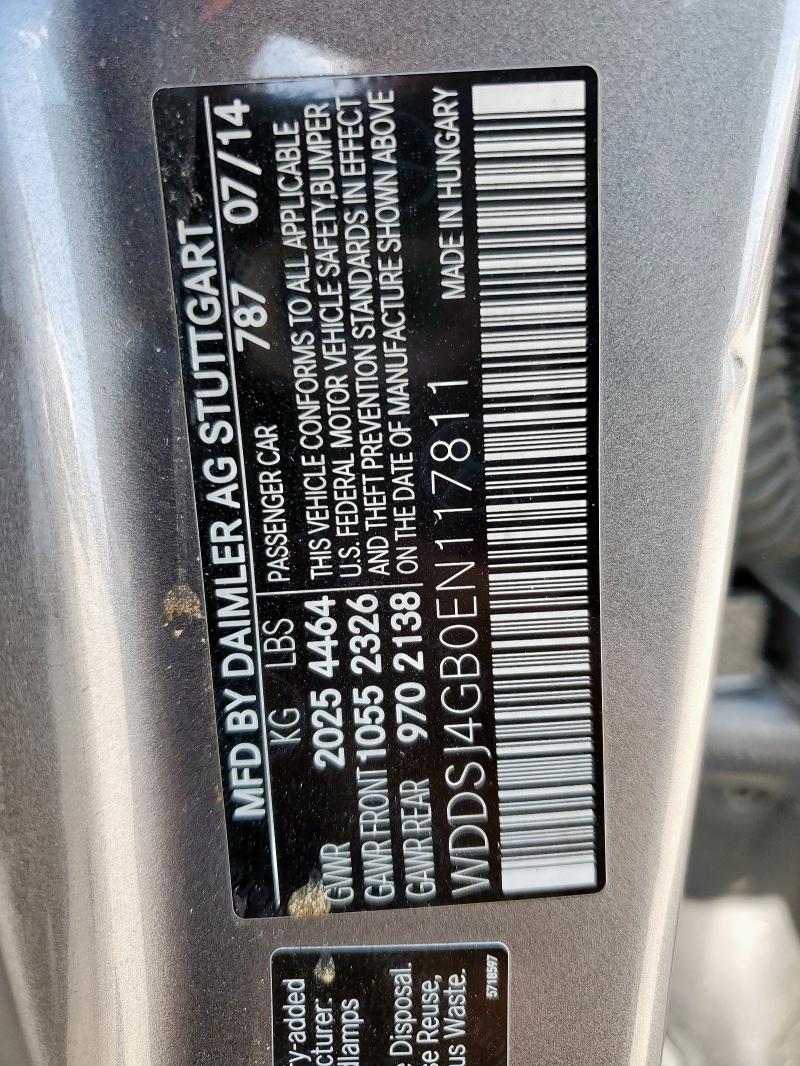 MFD BY DAIMLER AG STUTTGART
787 07/14
KG LBS
GVWR 2025 4464
GAWR FRONT 1055 2326
GAWR REAR 970 2138
PASSENGER CAR
THIS VEHICLE CONFORMS TO ALL APPLICABLE
U.S. FEDERAL MOTOR VEHICLE SAFETY,BUMPER
AND THEFT PREVENTION STANDARDS IN EFFECT
ON THE DATE OF MANUFACTURE SHOWN ABOVE
WDDSJ4GB0EN117811 MADE IN HUNGARY
ry-added
cturer.
dlamps
e Disposal.
se Reuse,
us Waste.
5718597